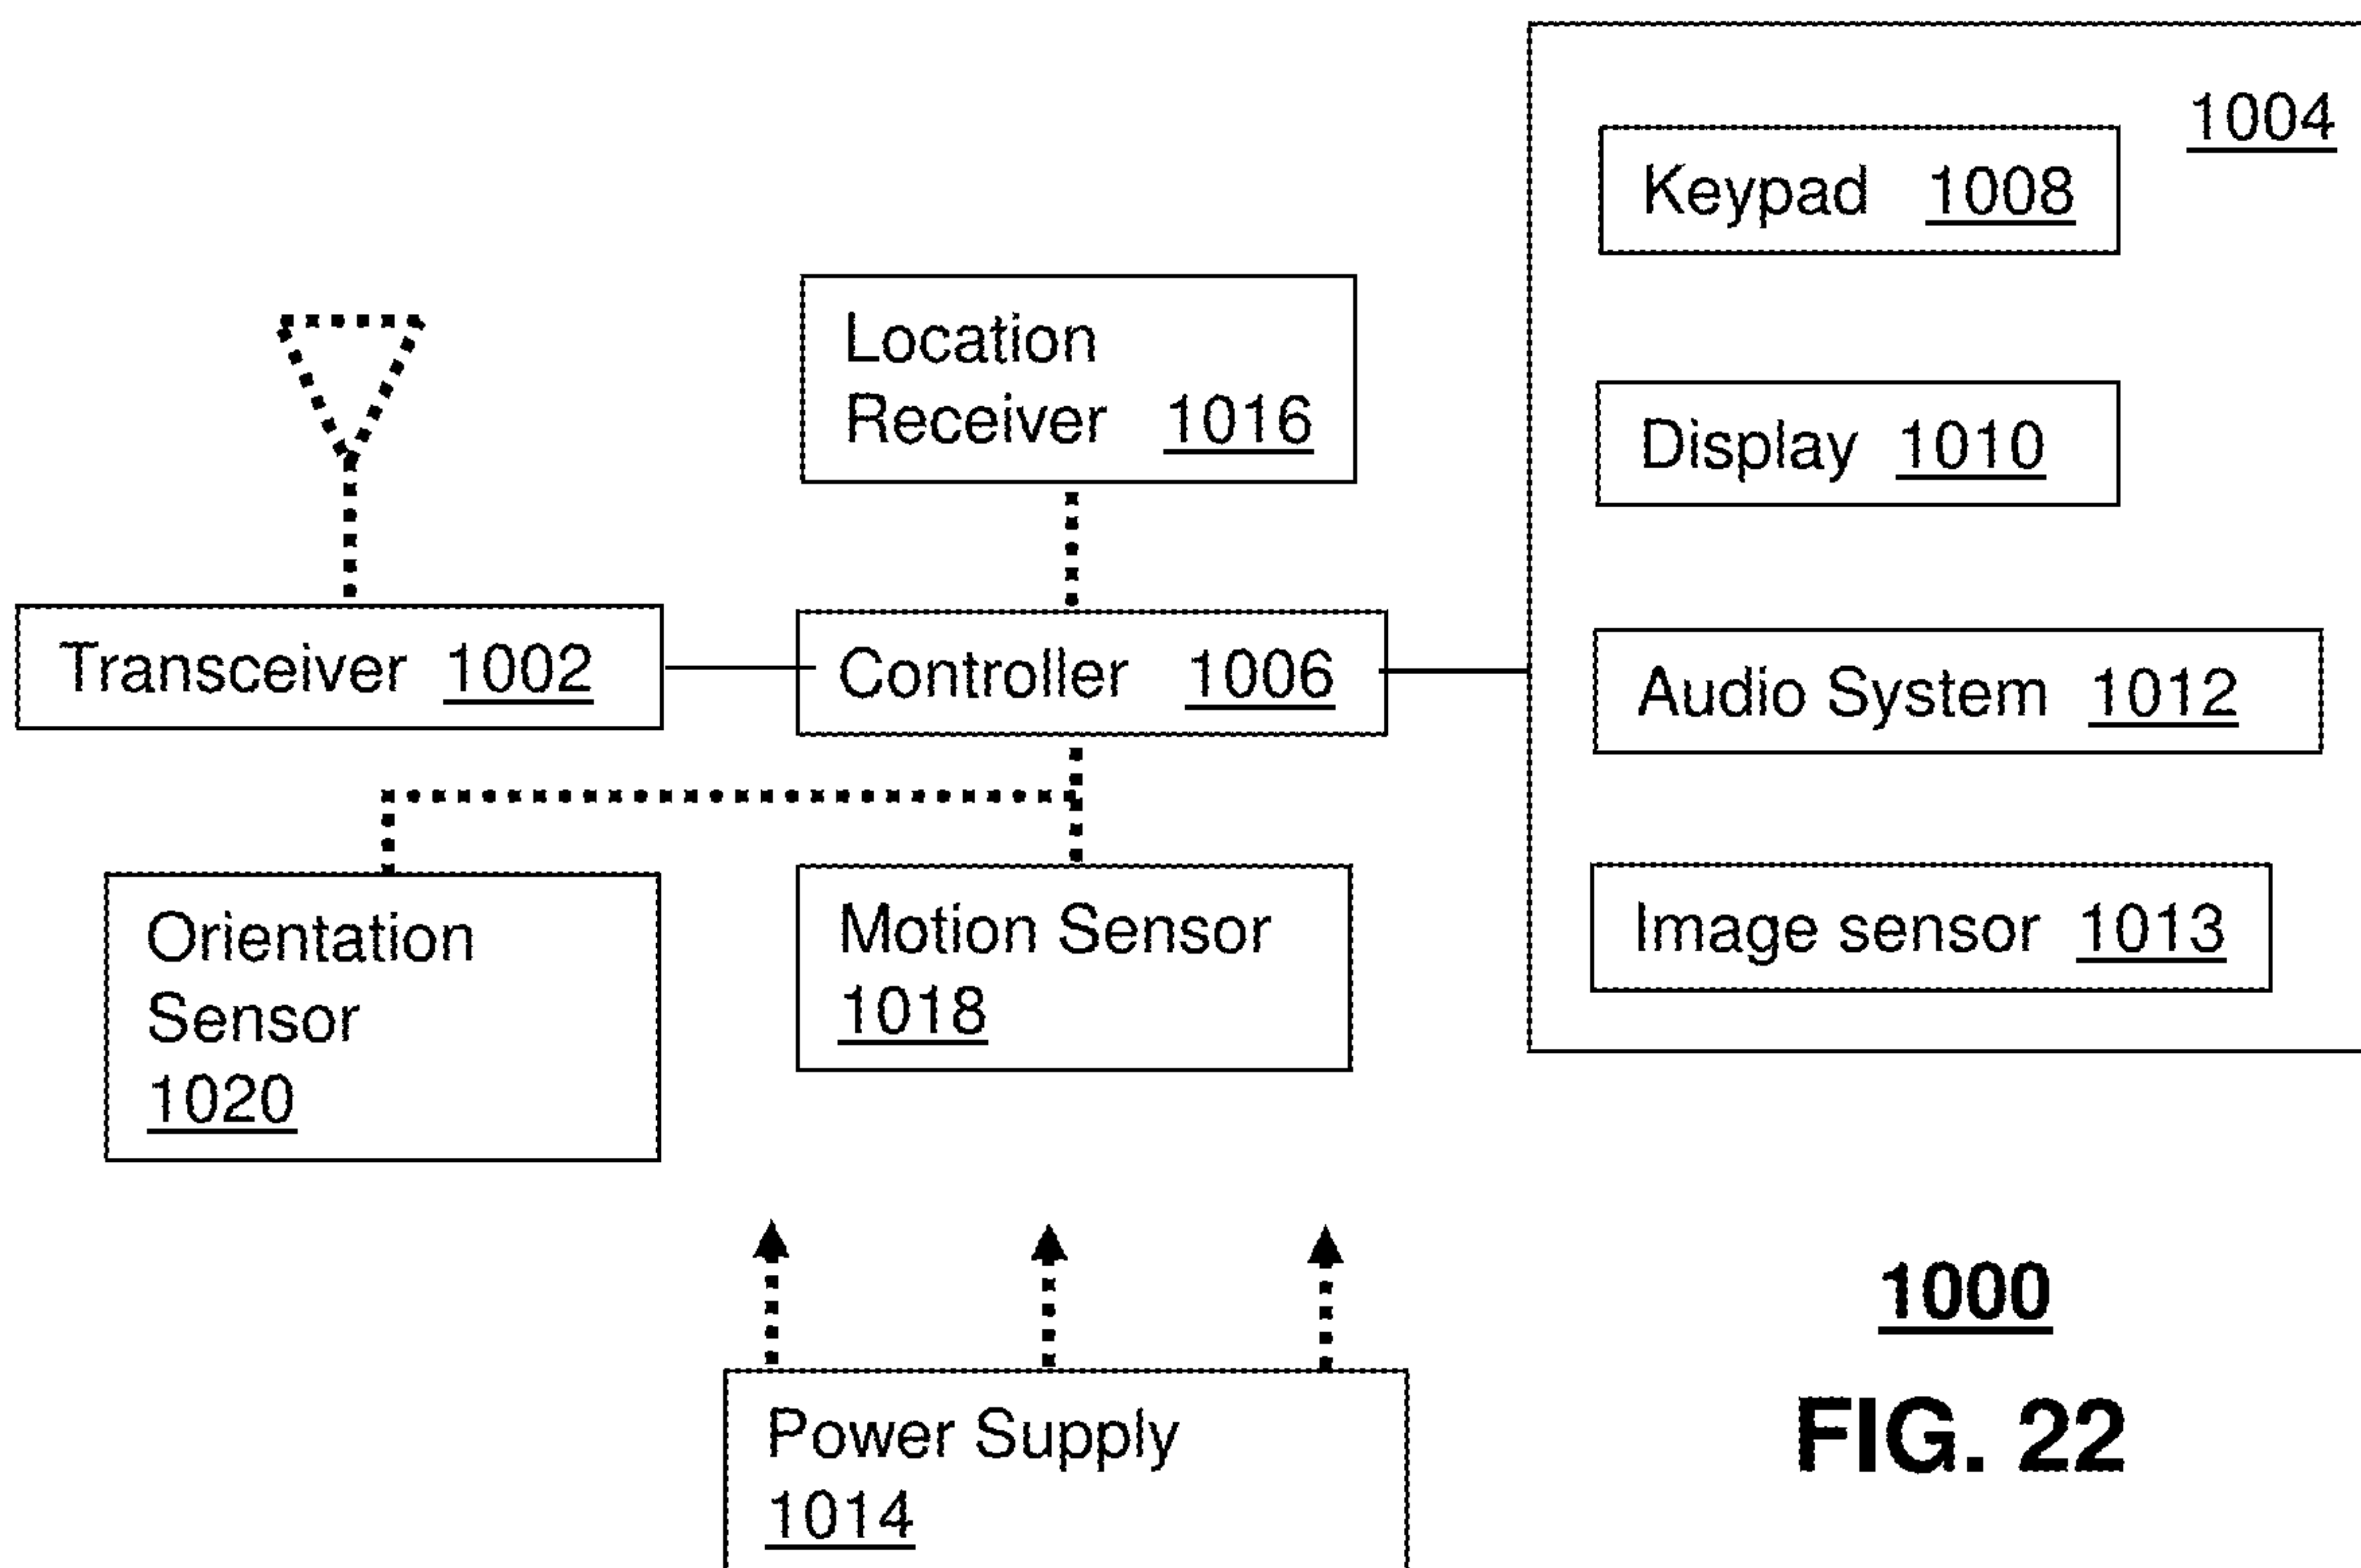 1004
Keypad 1008
Location
Receiver 1016
Display 1010
Transceiver 1002
Controller 1006
Audio System 1012
Orientation
Sensor
1020
Motion Sensor
1018
Image sensor 1013
Power Supply
1014
1000
FIG. 22